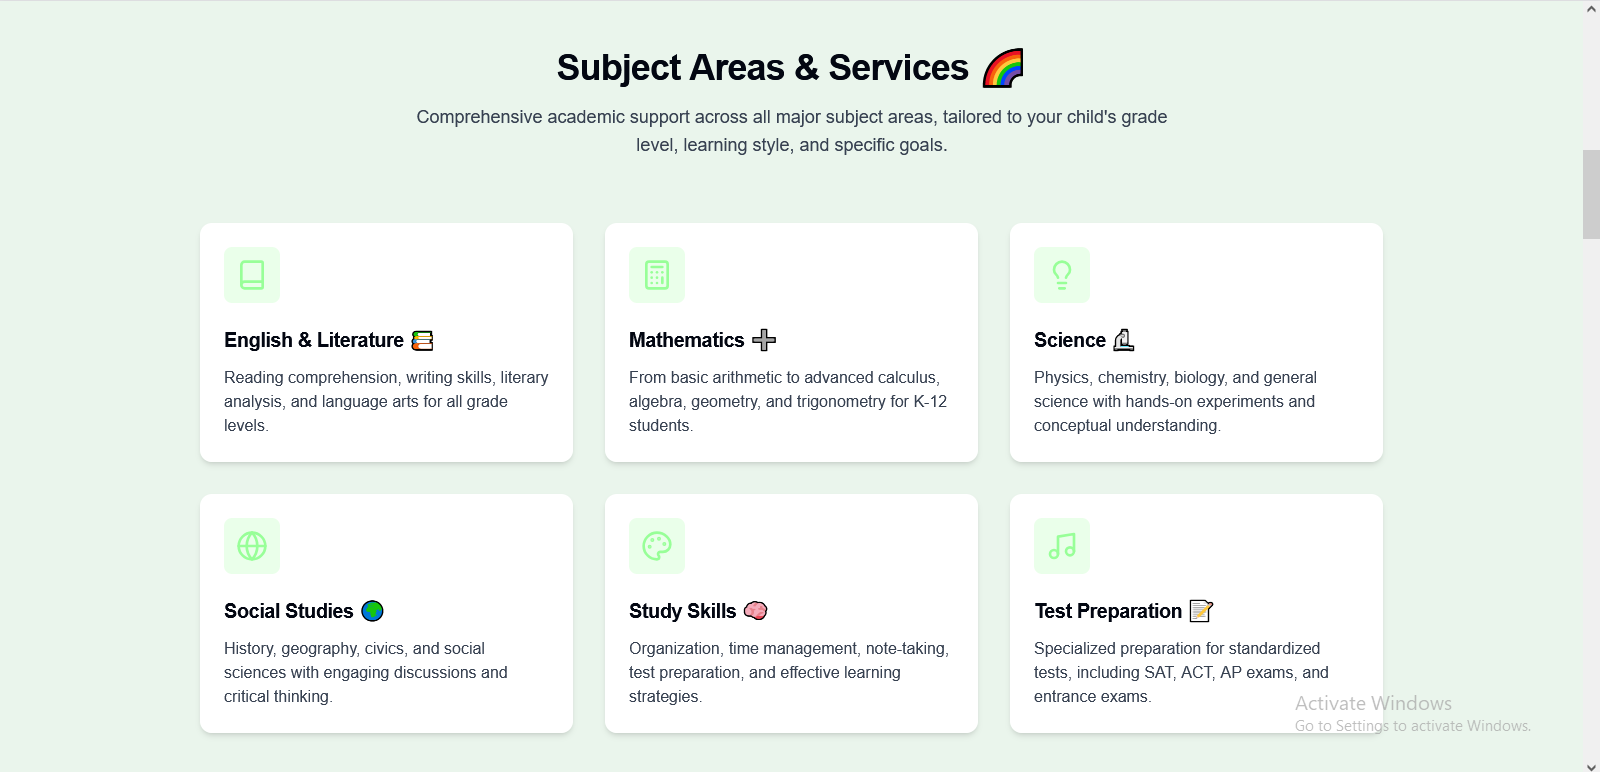 Subject Areas & Services 🌈
Comprehensive academic support across all major subject areas, tailored to your child's grade
level, learning style, and specific goals.
English & Literature 📚
Reading comprehension, writing skills, literary
analysis, and language arts for all grade
levels.
Mathematics ➕
From basic arithmetic to advanced calculus,
algebra, geometry, and trigonometry for K-12
students.
Science 🔬
Physics, chemistry, biology, and general
science with hands-on experiments and
conceptual understanding.
Social Studies 🌍
History, geography, civics, and social
sciences with engaging discussions and
critical thinking.
Study Skills 🧠
Organization, time management, note-taking,
test preparation, and effective learning
strategies.
Test Preparation 📝
Specialized preparation for standardized
tests, including SAT, ACT, AP exams, and
entrance exams.
Activate Windows
Go to Settings to activate Windows.